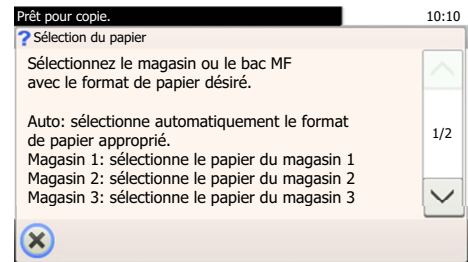 Prêt pour copie.
10:10
? Sélection du papier
Sélectionnez le magasin ou le bac MF
avec le format de papier désiré.
Auto: sélectionne automatiquement le format
de papier approprié.
Magasin 1: sélectionne le papier du magasin 1
Magasin 2: sélectionne le papier du magasin 2
Magasin 3: sélectionne le papier du magasin 3
1/2